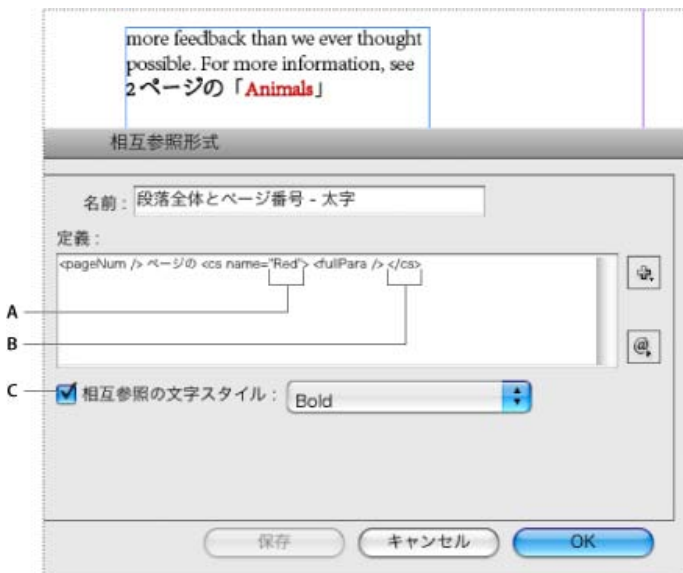 more feedback than we ever thought
possible. For more information, see
2 ページの「Animals」
相互参照形式
名前 : 段落全体とページ番号 - 太字
定義 :
<pageNum /> ページの <cs name="Red"> <fullPara /> </cs>
A
B
C
相互参照の文字スタイル : Bold
保存 キャンセル OK